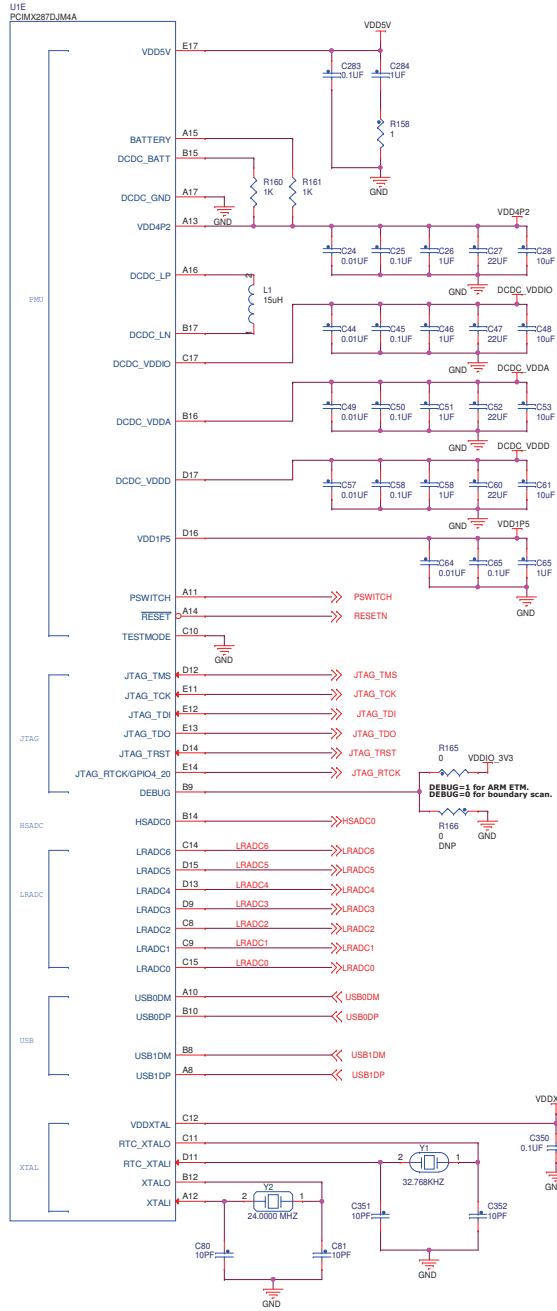 U1E
PCIMX287DJM4A
VDD5V
VDD5V E17
C283
0.1UF
C284
1UF
R158
1
GND
BATTERY A15
DCDC_BATT B15
R160
1K
R161
1K
DCDC_GND A17
GND
VDD4P2 A13
VDD4P2
C24
0.01UF
C25
0.1UF
C26
1UF
C27
22UF
C28
10uF
GND
PMU
DCDC_LP A16
2
L1
15uH
1
DCDC_LN B17
DCDC_VDDIO
DCDC_VDDIO C17
C44
0.01UF
C45
0.1UF
C46
1UF
C47
22UF
C48
10uF
GND
DCDC_VDDA
DCDC_VDDA B16
C49
0.01UF
C50
0.1UF
C51
1UF
C52
22UF
C53
10uF
GND
DCDC_VDDD
DCDC_VDDD D17
C57
0.01UF
C58
0.1UF
C58
1UF
C60
22UF
C61
10uF
GND
VDD1P5
VDD1P5 D16
C64
0.01UF
C65
0.1UF
C65
1UF
GND
PSWITCH A11 PSWITCH
RESET A14 RESETN
TESTMODE C10
GND
JTAG
JTAG_TMS D12 JTAG_TMS
JTAG_TCK E11 JTAG_TCK
JTAG_TDI E12 JTAG_TDI
JTAG_TDO E13 JTAG_TDO
JTAG_TRST D14 JTAG_TRST
JTAG_RTCK/GPIO4_20 E14 JTAG_RTCK
DEBUG B9
R165
0
VDDIO_3V3
DEBUG=1 for ARM ETM.
DEBUG=0 for boundary scan.
R166
0
DNP
GND
HSADC
HSADC0 B14 HSADC0
LRADC
LRADC6 C14 LRADC6 LRADC6
LRADC5 D15 LRADC5 LRADC5
LRADC4 D13 LRADC4 LRADC4
LRADC3 D9 LRADC3 LRADC3
LRADC2 C8 LRADC2 LRADC2
LRADC1 C9 LRADC1 LRADC1
LRADC0 C15 LRADC0 LRADC0
USB
USB0DM A10 USB0DM
USB0DP B10 USB0DP
USB1DM B8 USB1DM
USB1DP A8 USB1DP
XTAL
VDDXTAL C12
VDDX
C350
0.1UF
GN
RTC_XTALO C11
RTC_XTALI D11
2 Y1 1
32.768KHZ
XTALO B12
XTALI A12
2 Y2 1
24.0000 MHZ
C351
10PF
C352
10PF
GND
C80
10PF
C81
10PF
GND